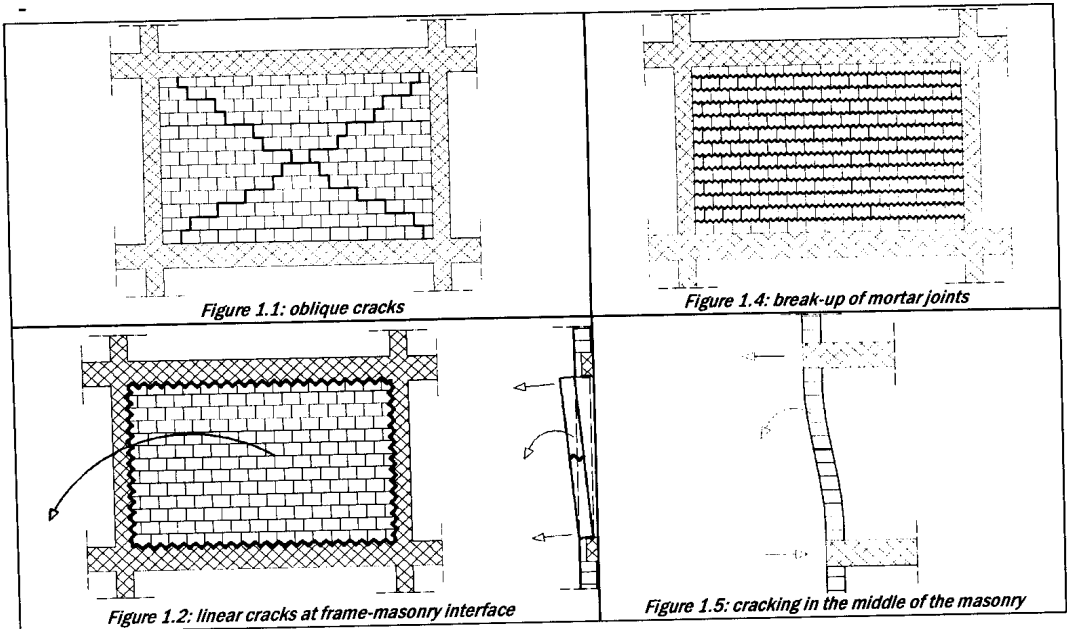 Figure 1.1: oblique cracks
Figure 1.4: break-up of mortar joints
Figure 1.2: linear cracks at frame-masonry interface
Figure 1.5: cracking in the middle of the masonry